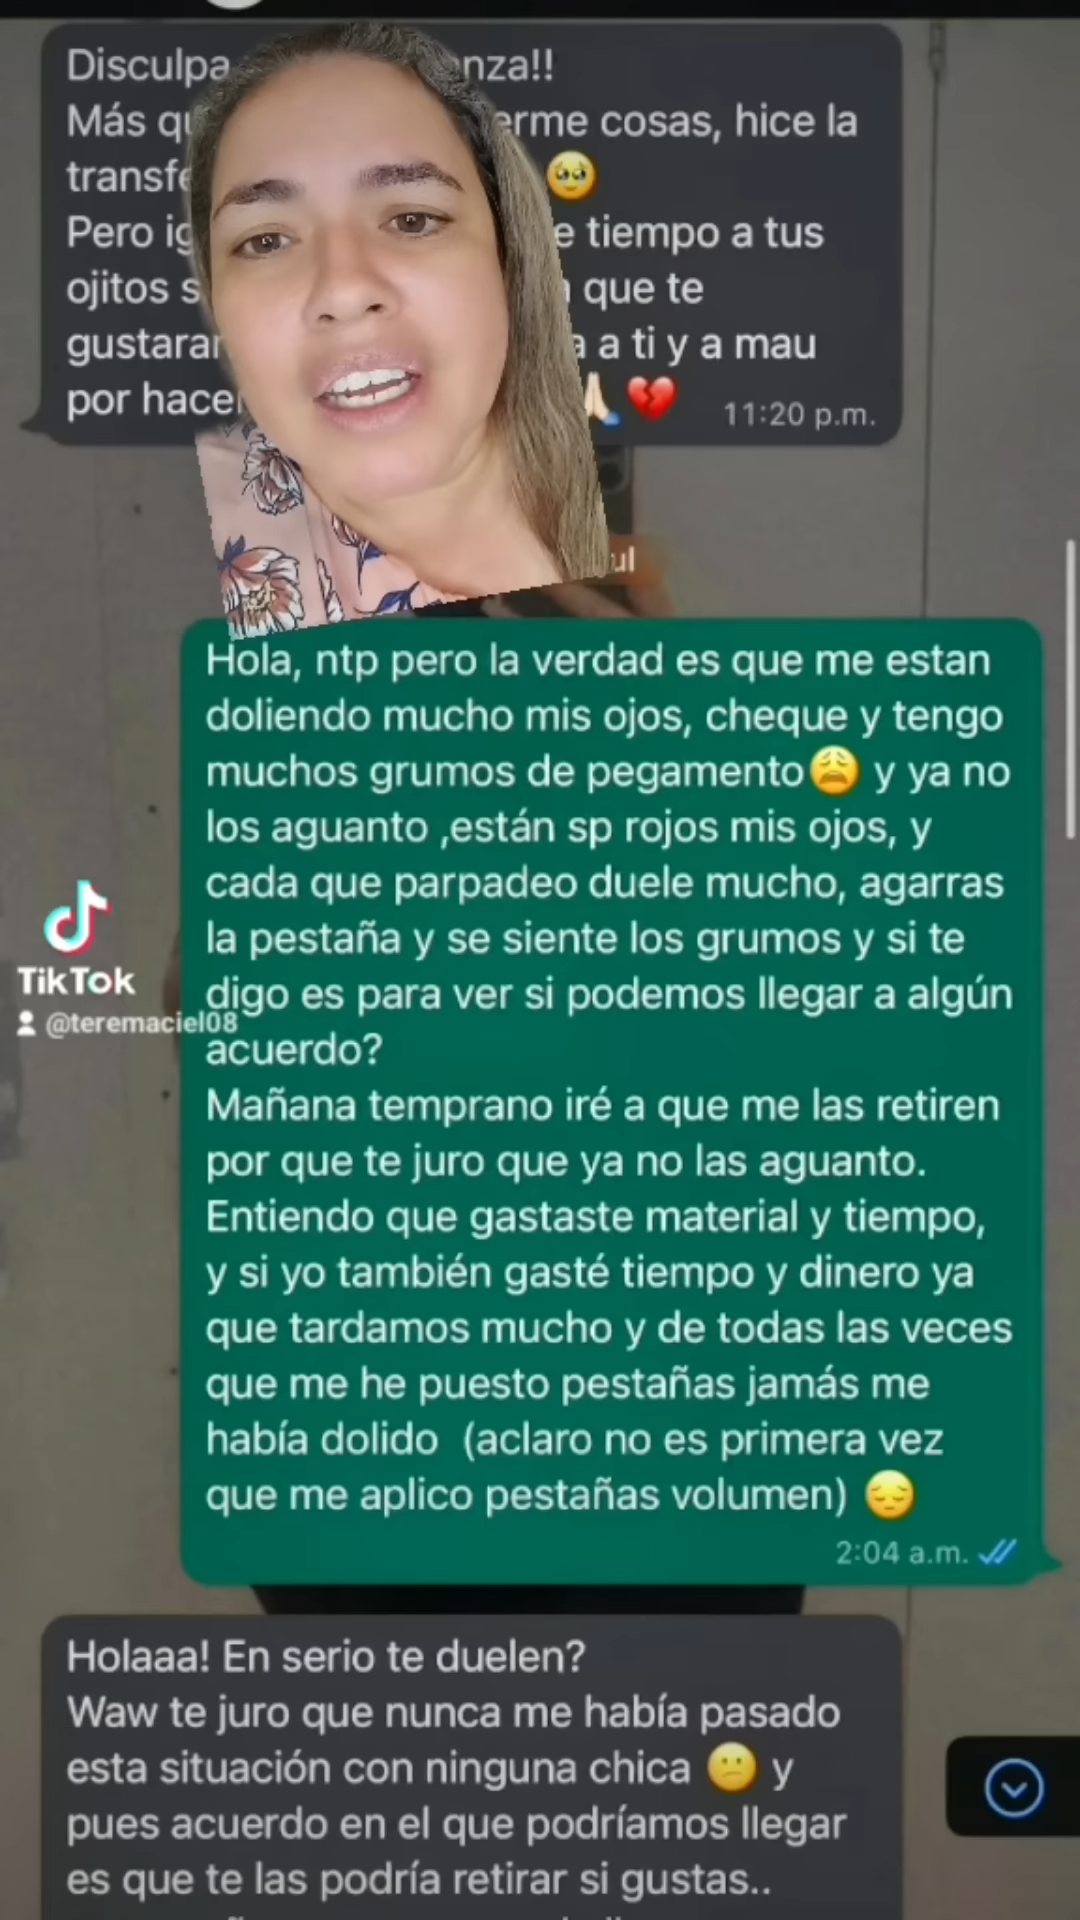 Disculpa nza!!
Más cosas, hice la
🥹
Pero tiempo a tus
ojitos que te
a ti y a mau
por 🙏🏻💔 11:20 p.m.
Hola, ntp pero la verdad es que me estan
doliendo mucho mis ojos, cheque y tengo
muchos grumos de pegamento😩 y ya no
los aguanto ,están sp rojos mis ojos, y
cada que parpadeo duele mucho, agarras
la pestaña y se siente los grumos y si te
digo es para ver si podemos llegar a algún
acuerdo?
Mañana temprano iré a que me las retiren
por que te juro que ya no las aguanto.
Entiendo que gastaste material y tiempo,
y si yo también gasté tiempo y dinero ya
que tardamos mucho y de todas las veces
que me he puesto pestañas jamás me
había dolido (aclaro no es primera vez
que me aplico pestañas volumen) 😔
2:04 a.m.
TikTok
@teremaciel08
Holaaa! En serio te duelen?
Waw te juro que nunca me había pasado
esta situación con ninguna chica 😕 y
pues acuerdo en el que podríamos llegar
es que te las podría retirar si gustas..